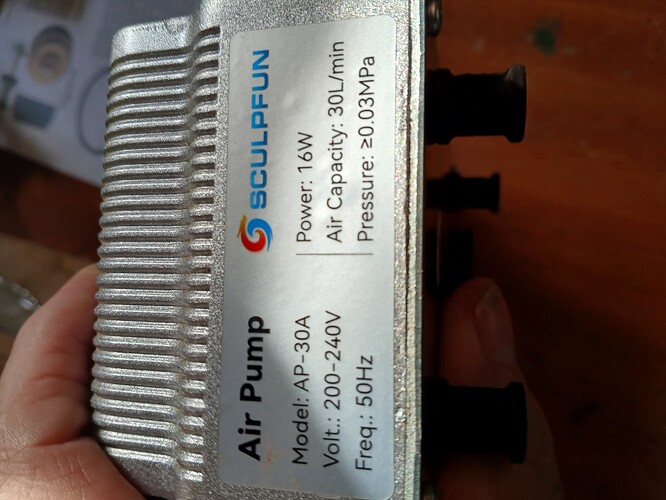 Air Pump
Model: AP-30A
Volt.: 200-240V
Freq.: 50Hz
SCULPFUN
Power: 16W
Air Capacity: 30L/min
Pressure: ≥0.03MPa